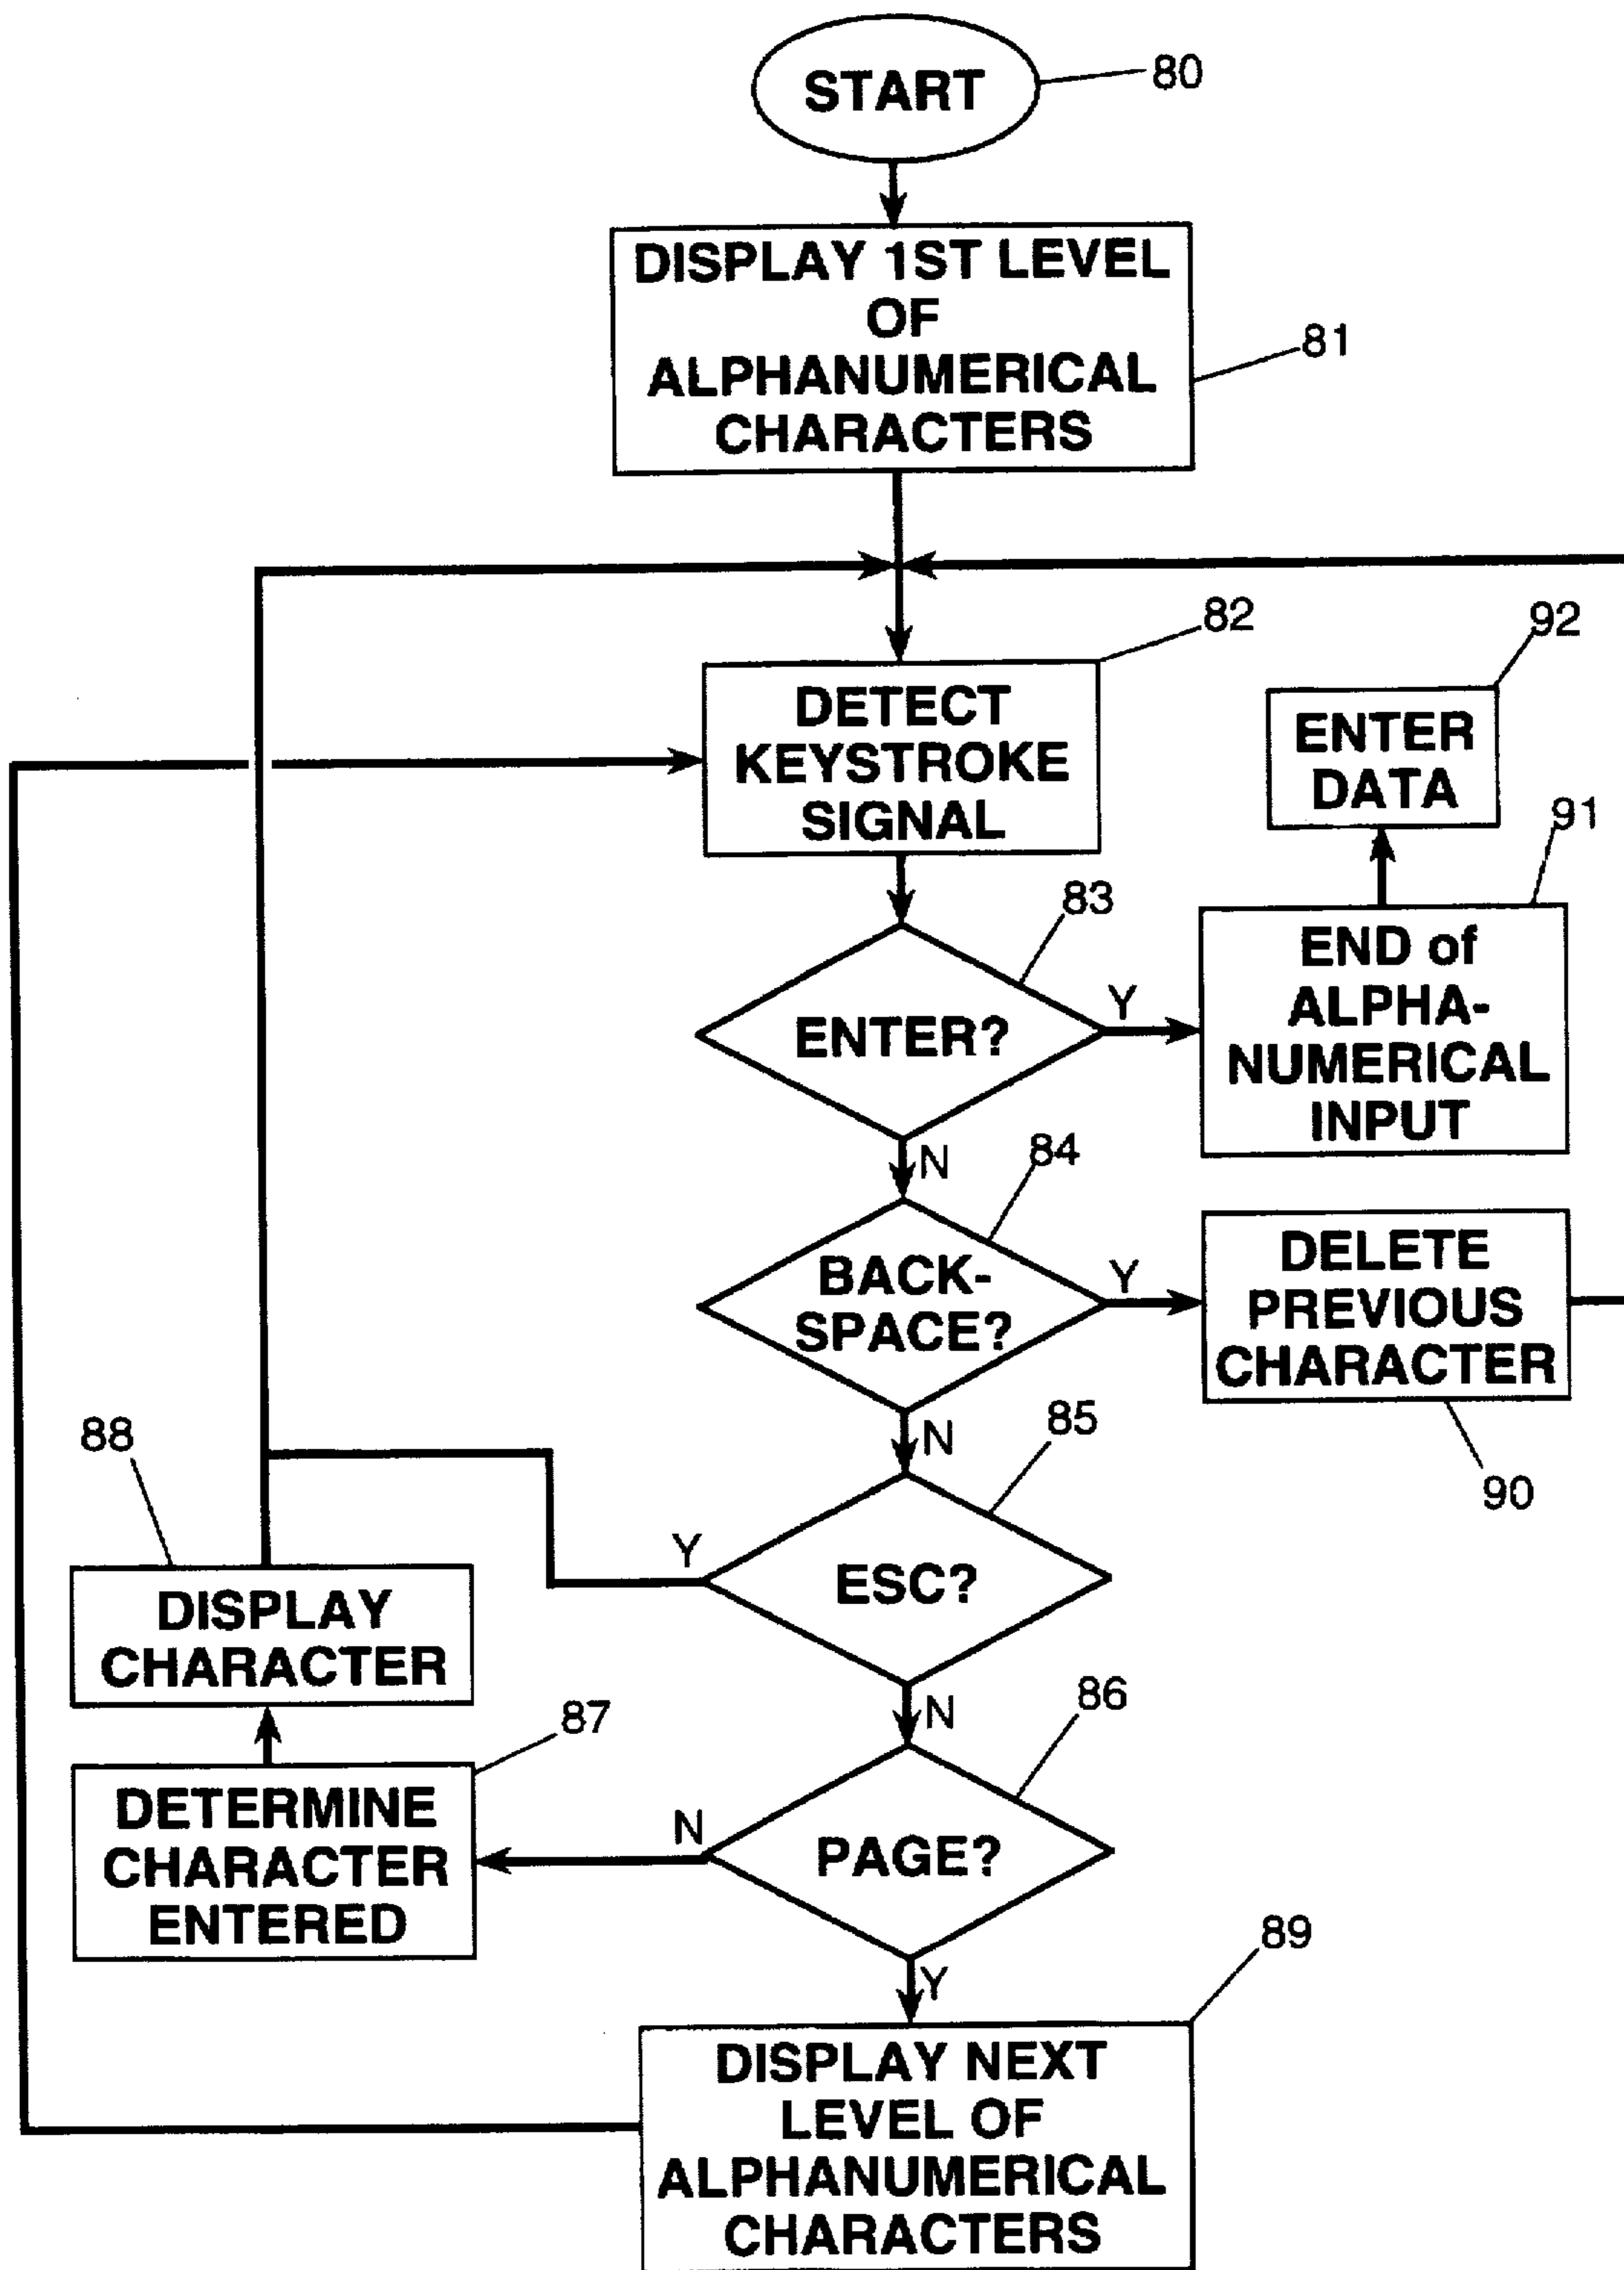 START
80
DISPLAY 1ST LEVEL
OF
ALPHANUMERICAL
CHARACTERS
81
82
DETECT
KEYSTROKE
SIGNAL
92
ENTER
DATA
83
ENTER?
Y
91
END of
ALPHA-
NUMERICAL
INPUT
N
84
BACK-
SPACE?
Y
DELETE
PREVIOUS
CHARACTER
90
N
85
ESC?
Y
88
DISPLAY
CHARACTER
N
86
PAGE?
N
87
DETERMINE
CHARACTER
ENTERED
Y
89
DISPLAY NEXT
LEVEL OF
ALPHANUMERICAL
CHARACTERS